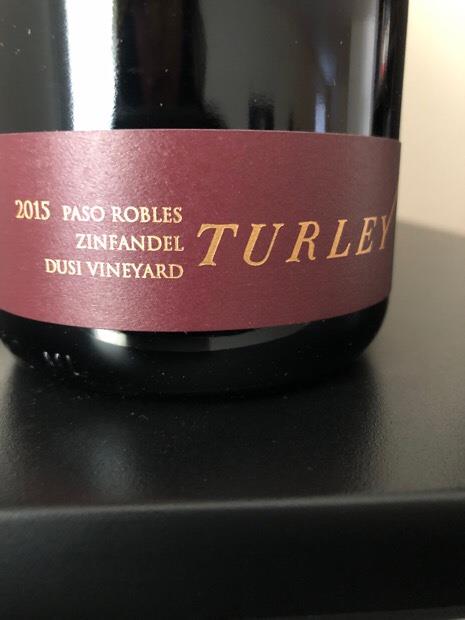 2015 PASO ROBLES
ZINFANDEL
DUSI VINEYARD
TURLEY